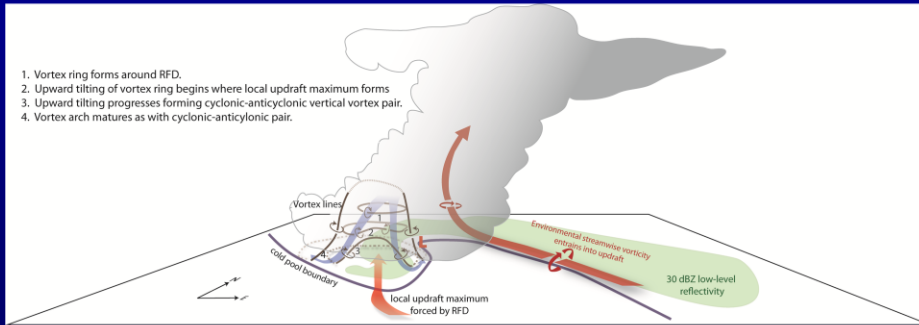 1. Vortex ring forms around RFD.
2. Upward tilting of vortex ring begins where local updraft maximum forms
3. Upward tilting progresses forming cyclonic-anticyclonic vertical vortex pair.
4. Vortex arch matures as with cyclonic-anticylonic pair.
Vortex lines
1
2
3
4
cold pool boundary
local updraft maximum
forced by RFD
Environmental streamwise vorticity
entrains into updraft
30 dBZ low-level
reflectivity